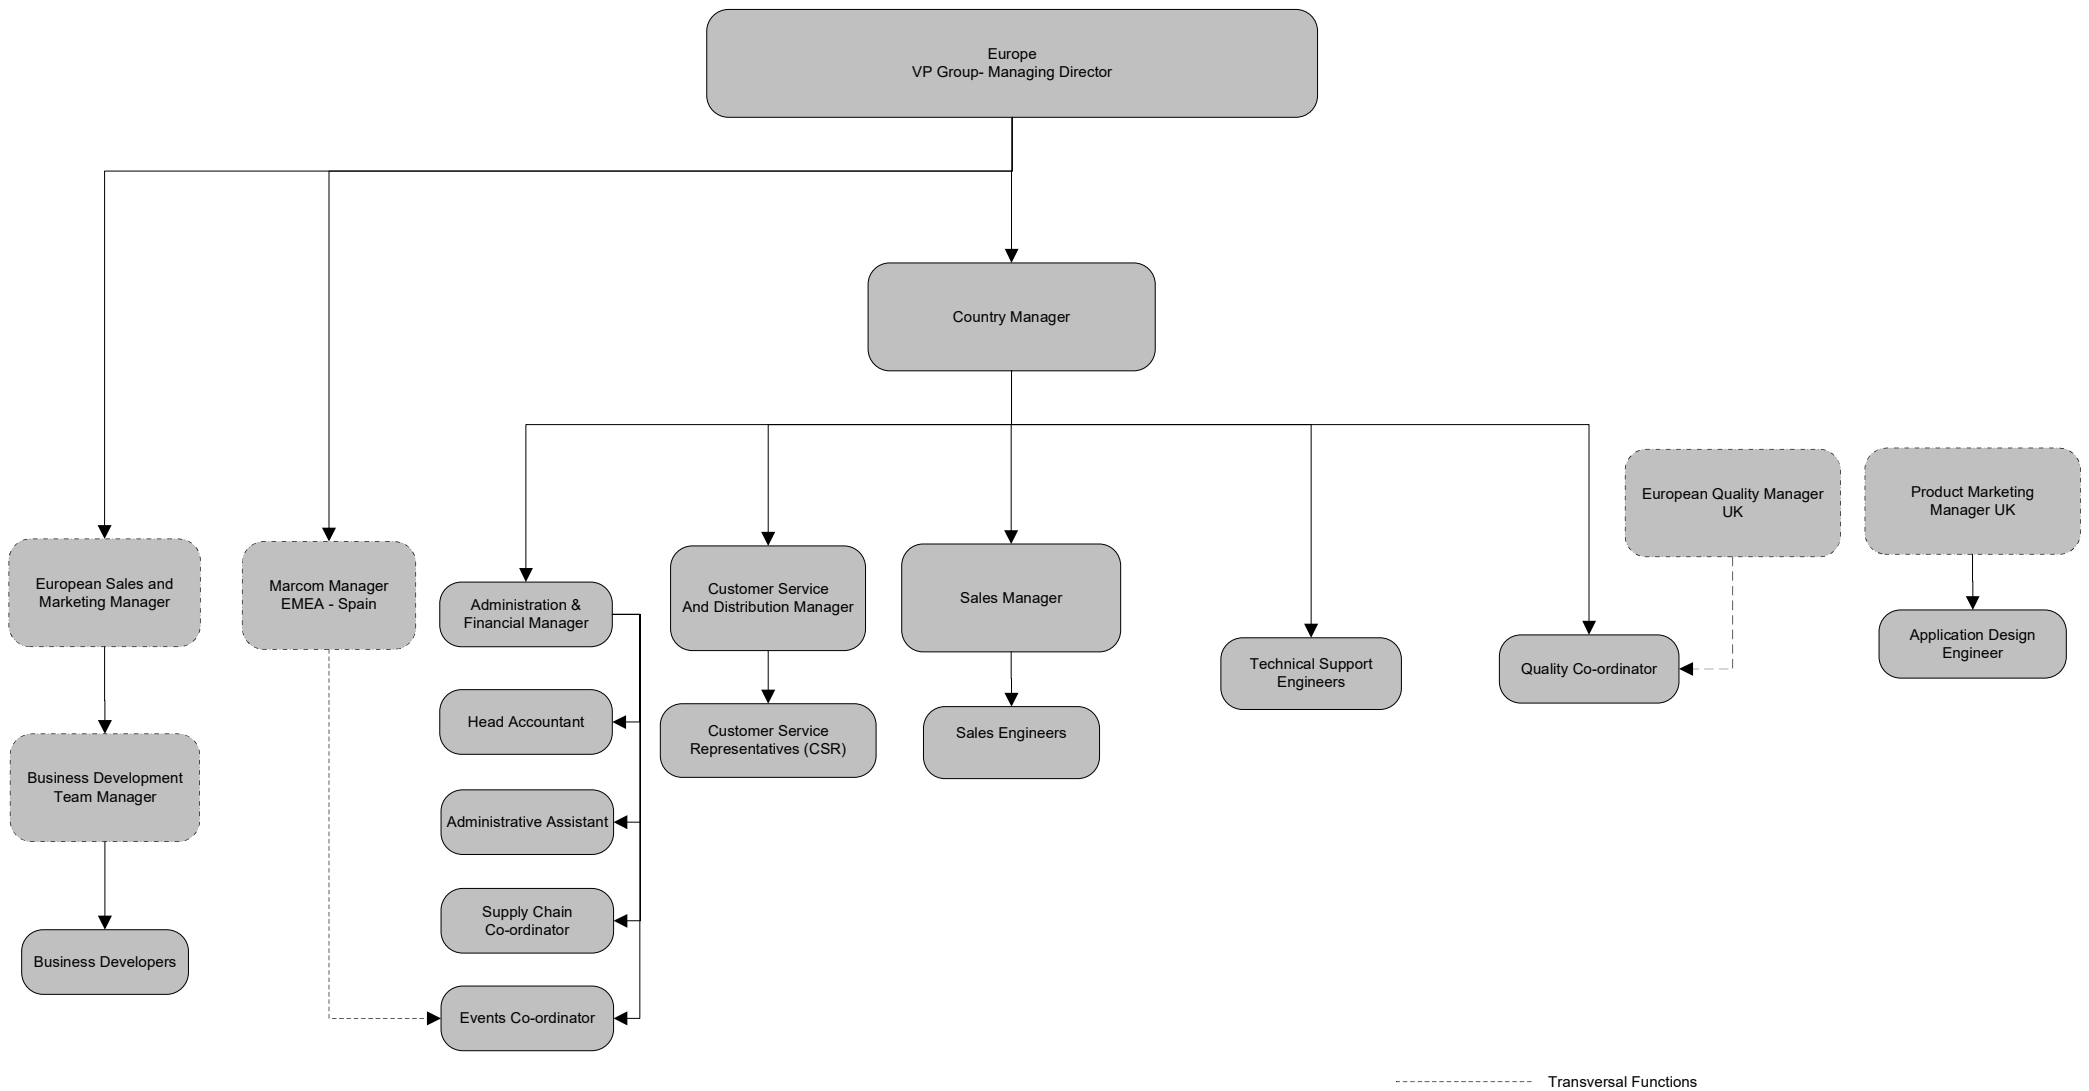 Europe
VP Group- Managing Director
Country Manager
European Quality Manager
UK
Product Marketing
Manager UK
European Sales and
Marketing Manager
Marcom Manager
EMEA - Spain
Administration &
Financial Manager
Customer Service
And Distribution Manager
Sales Manager
Technical Support
Engineers
Quality Co-ordinator
Application Design
Engineer
Head Accountant
Customer Service
Representatives (CSR)
Sales Engineers
Business Development
Team Manager
Administrative Assistant
Supply Chain
Co-ordinator
Business Developers
Events Co-ordinator
Transversal Functions